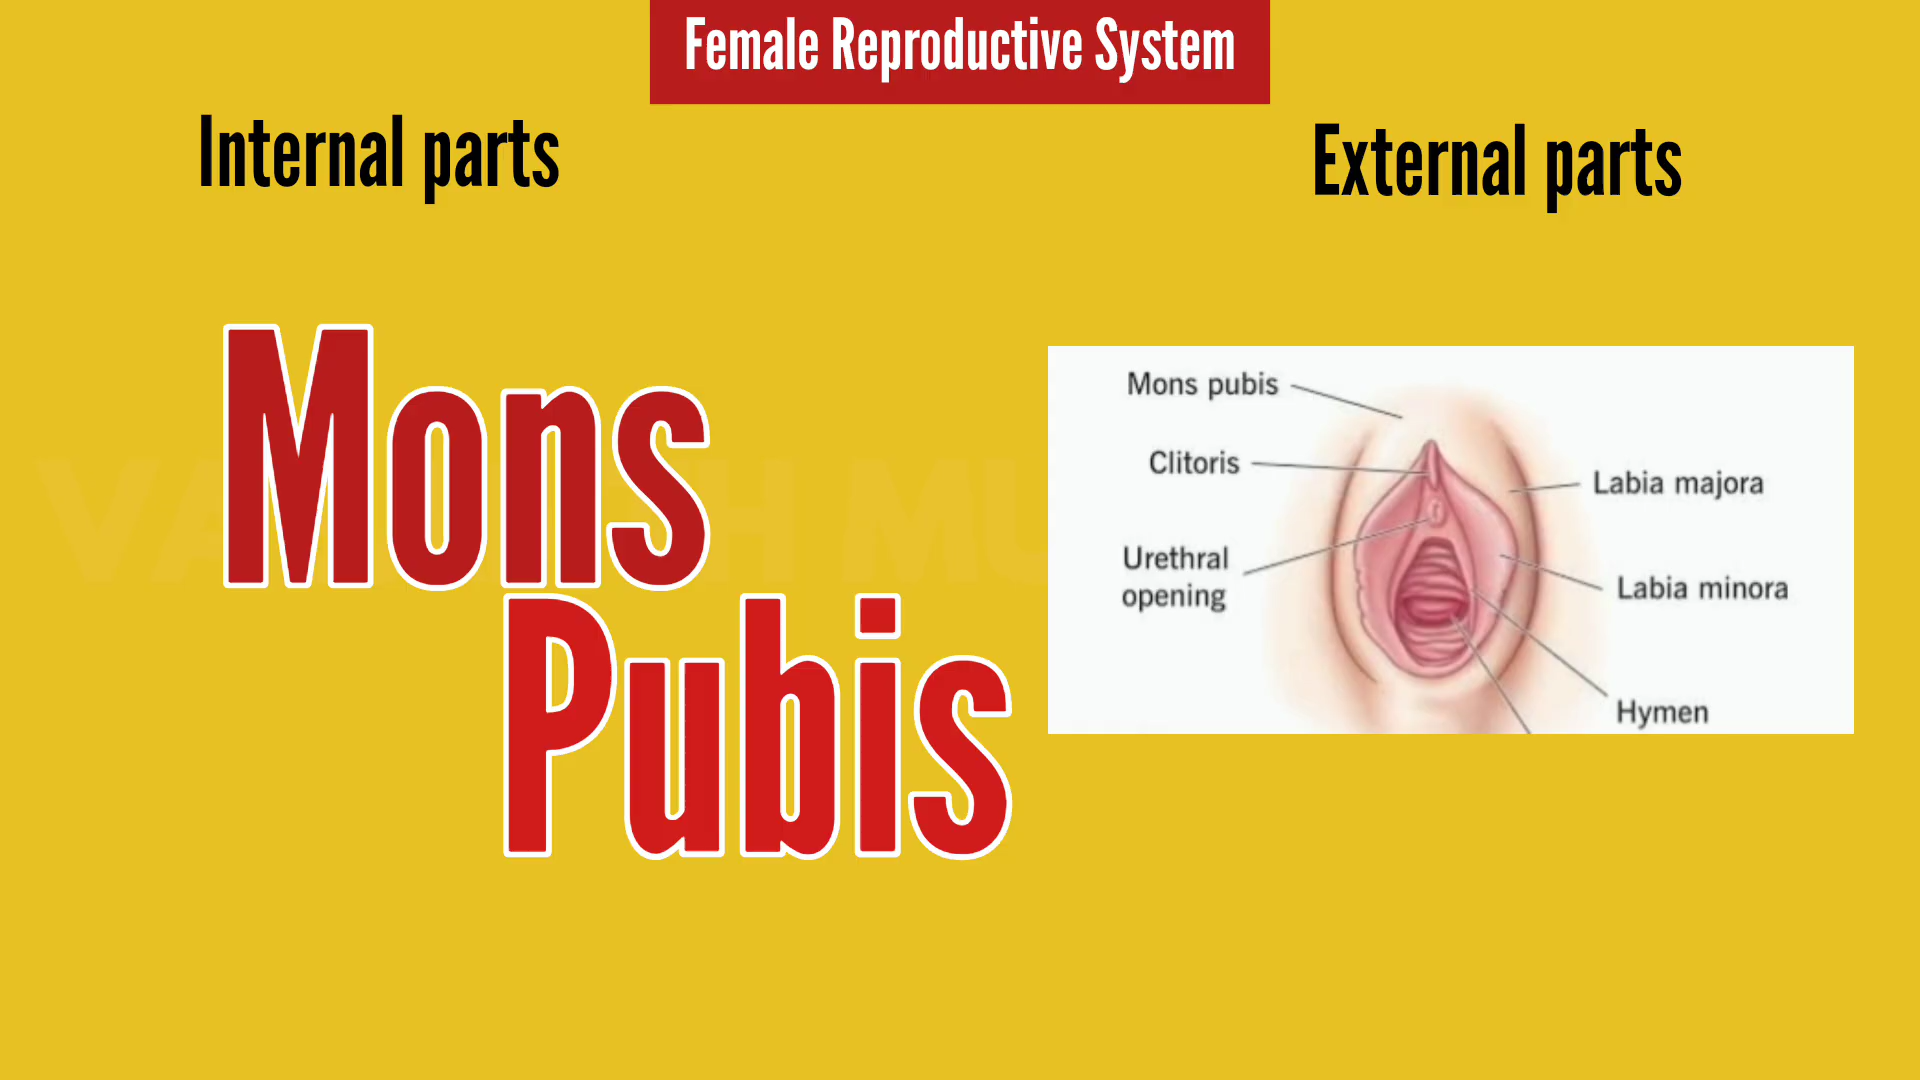 Female Reproductive System
Internal parts
External parts
Mons
Pubis
Mons pubis
Clitoris
Labia majora
Urethral
opening
Labia minora
Hymen